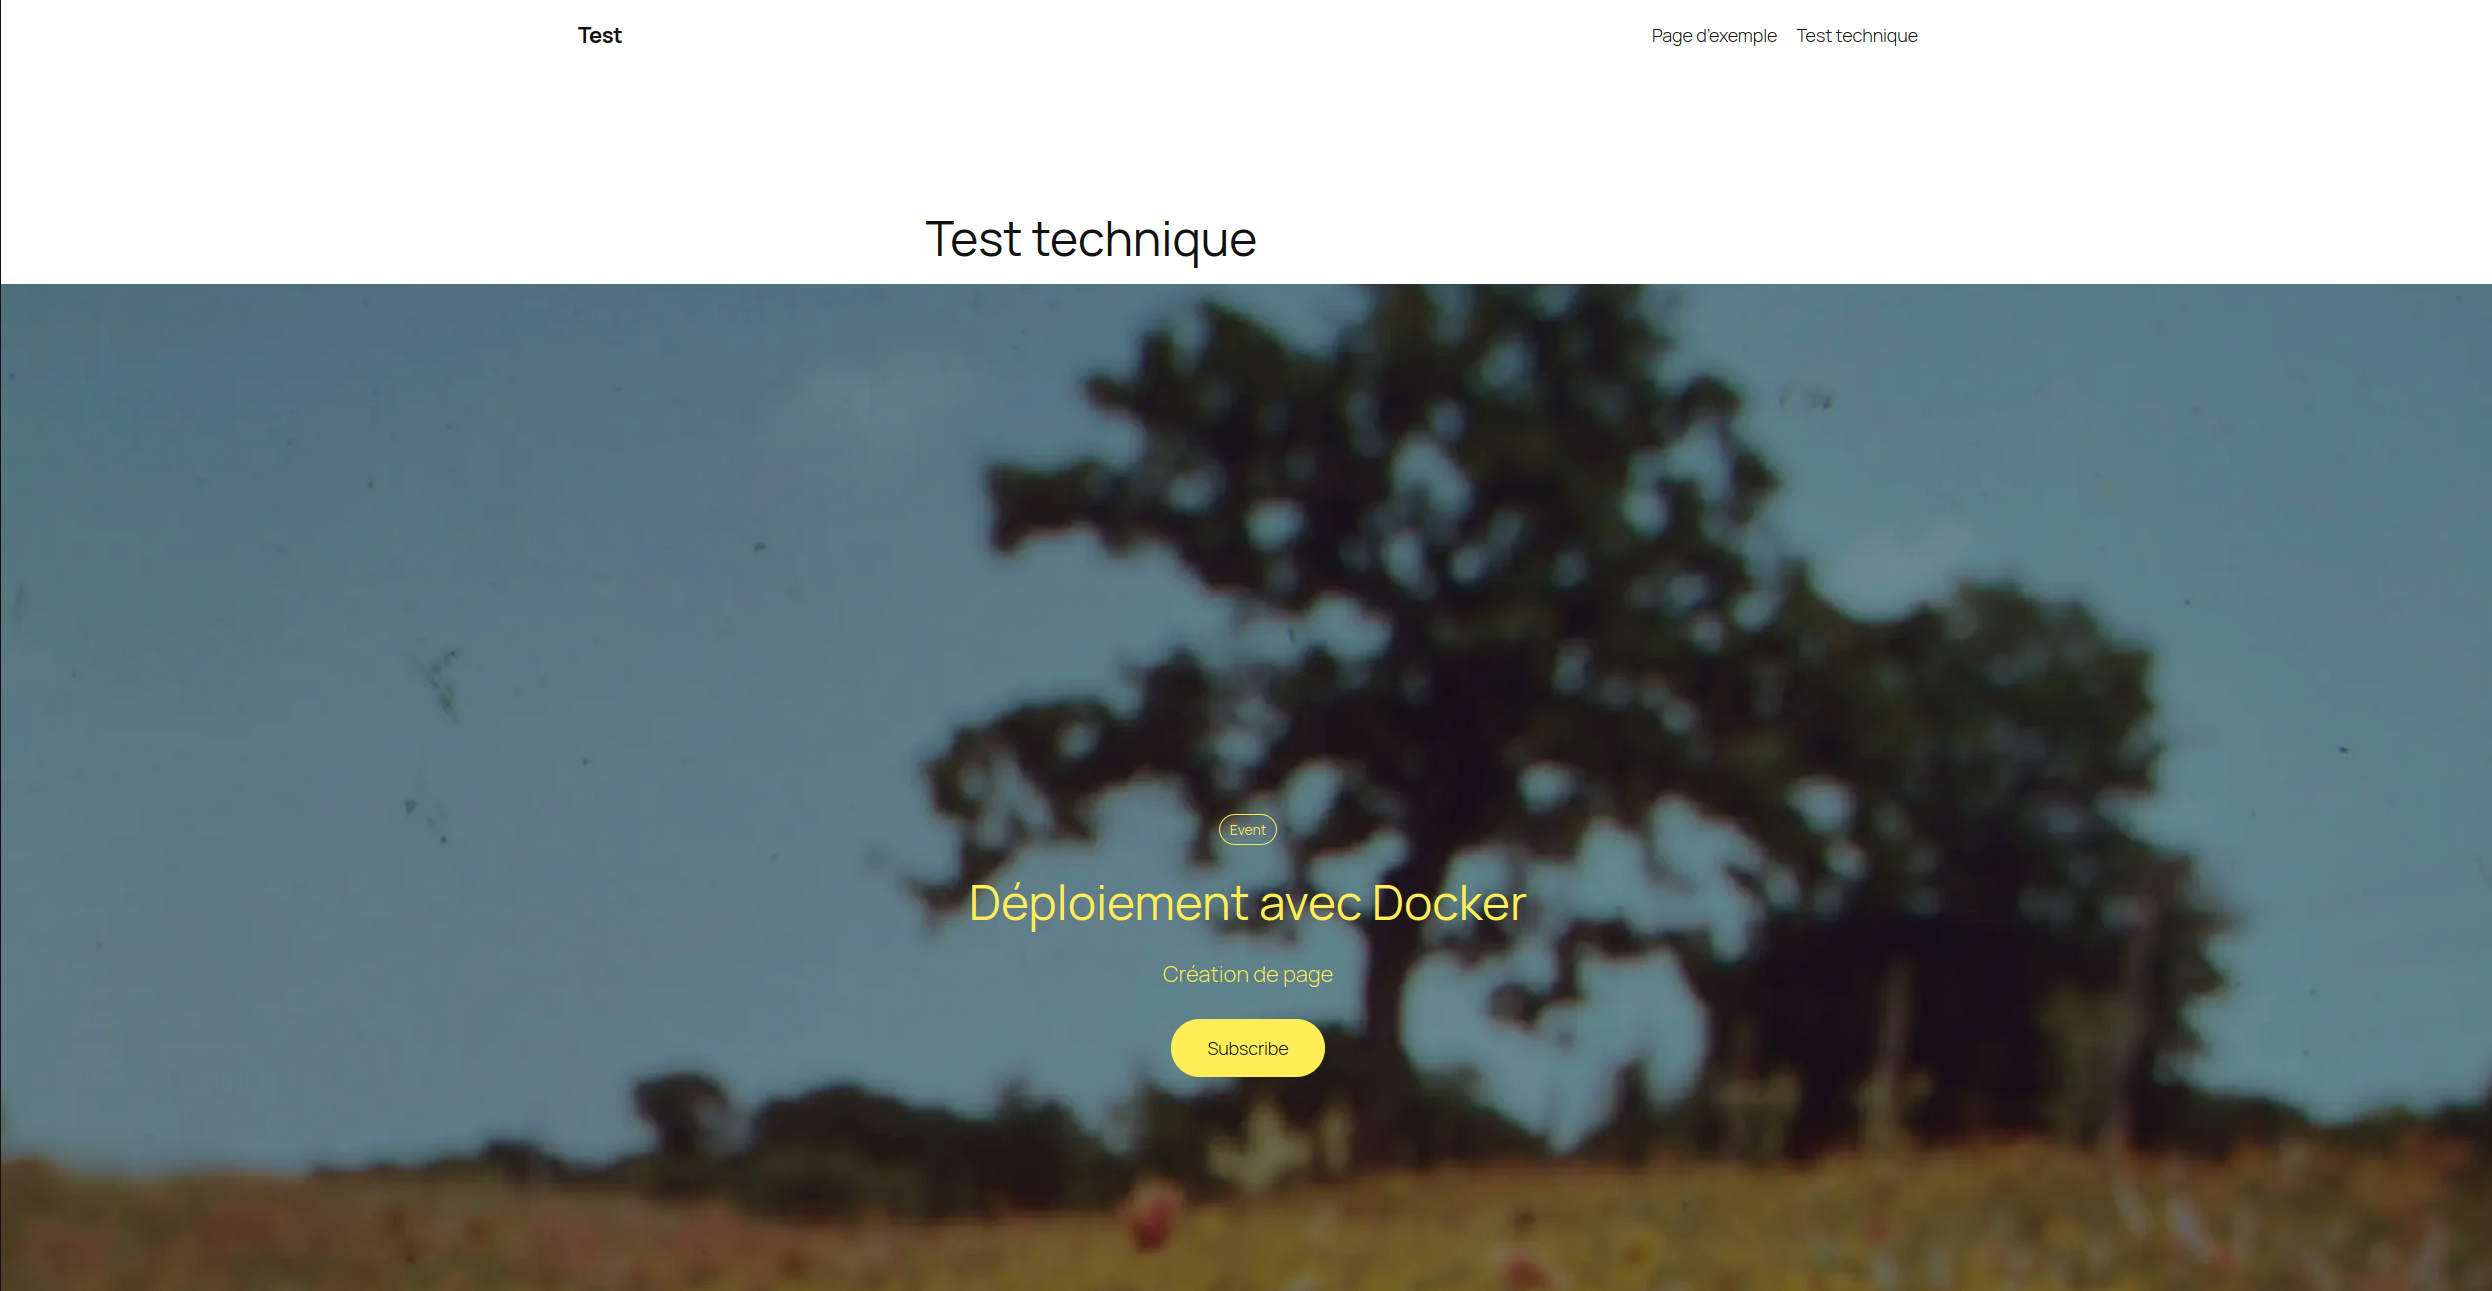 Test
Page d'exemple Test technique
Test technique
Event
Déploiement avec Docker
Création de page
Subscribe